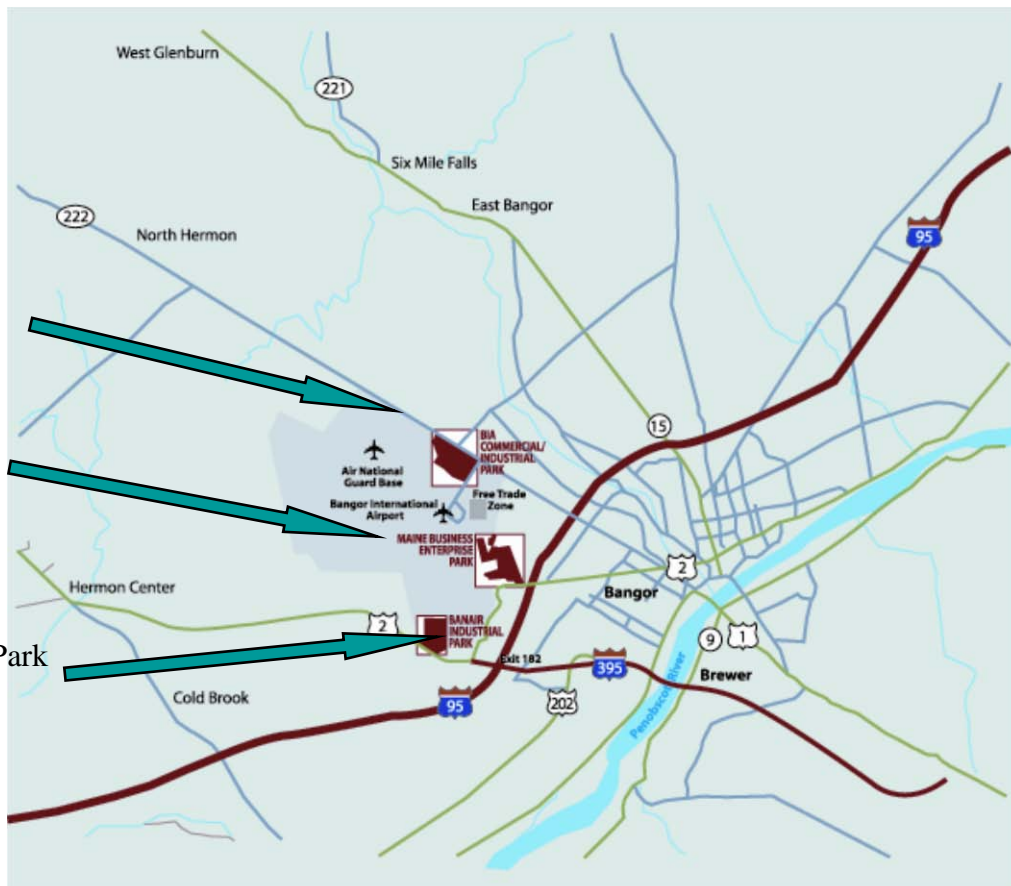 West Glenburn
221
Six Mile Falls
East Bangor
222
North Hermon
95
15
BIA
COMMERCIAL/
INDUSTRIAL
PARK
Air National
Guard Base
Free Trade
Zone
Bangor International
Airport
MAINE BUSINESS
ENTERPRISE
PARK
2
Hermon Center
Bangor
2
BANAIR
INDUSTRIAL
PARK
9
1
Park
Exit 182
395
Brewer
Cold Brook
95
202
Penobscot River